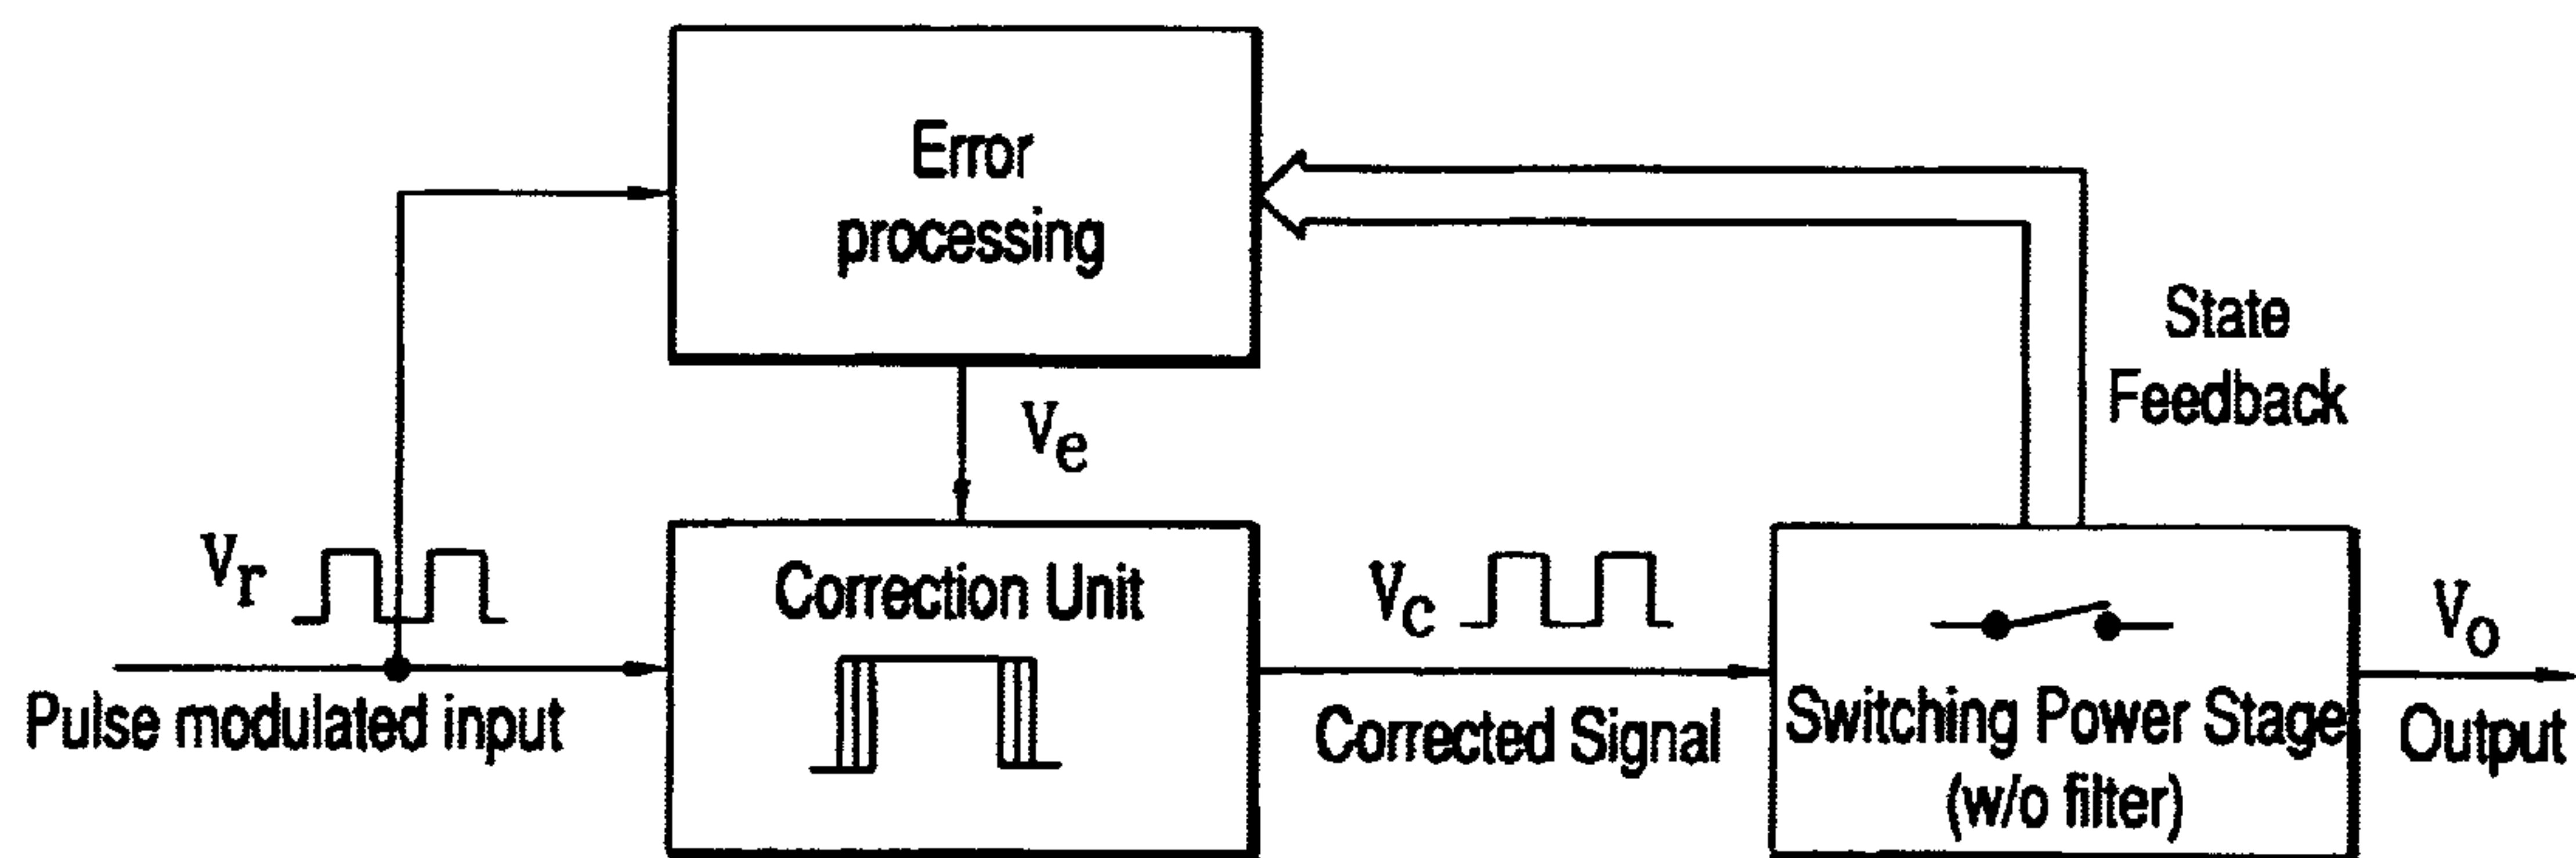 Error
processing
State
Feedback
Ve
Vr
Correction Unit
Vc
Vo
Pulse modulated input
Corrected Signal
Switching Power Stage
(w/o filter)
Output